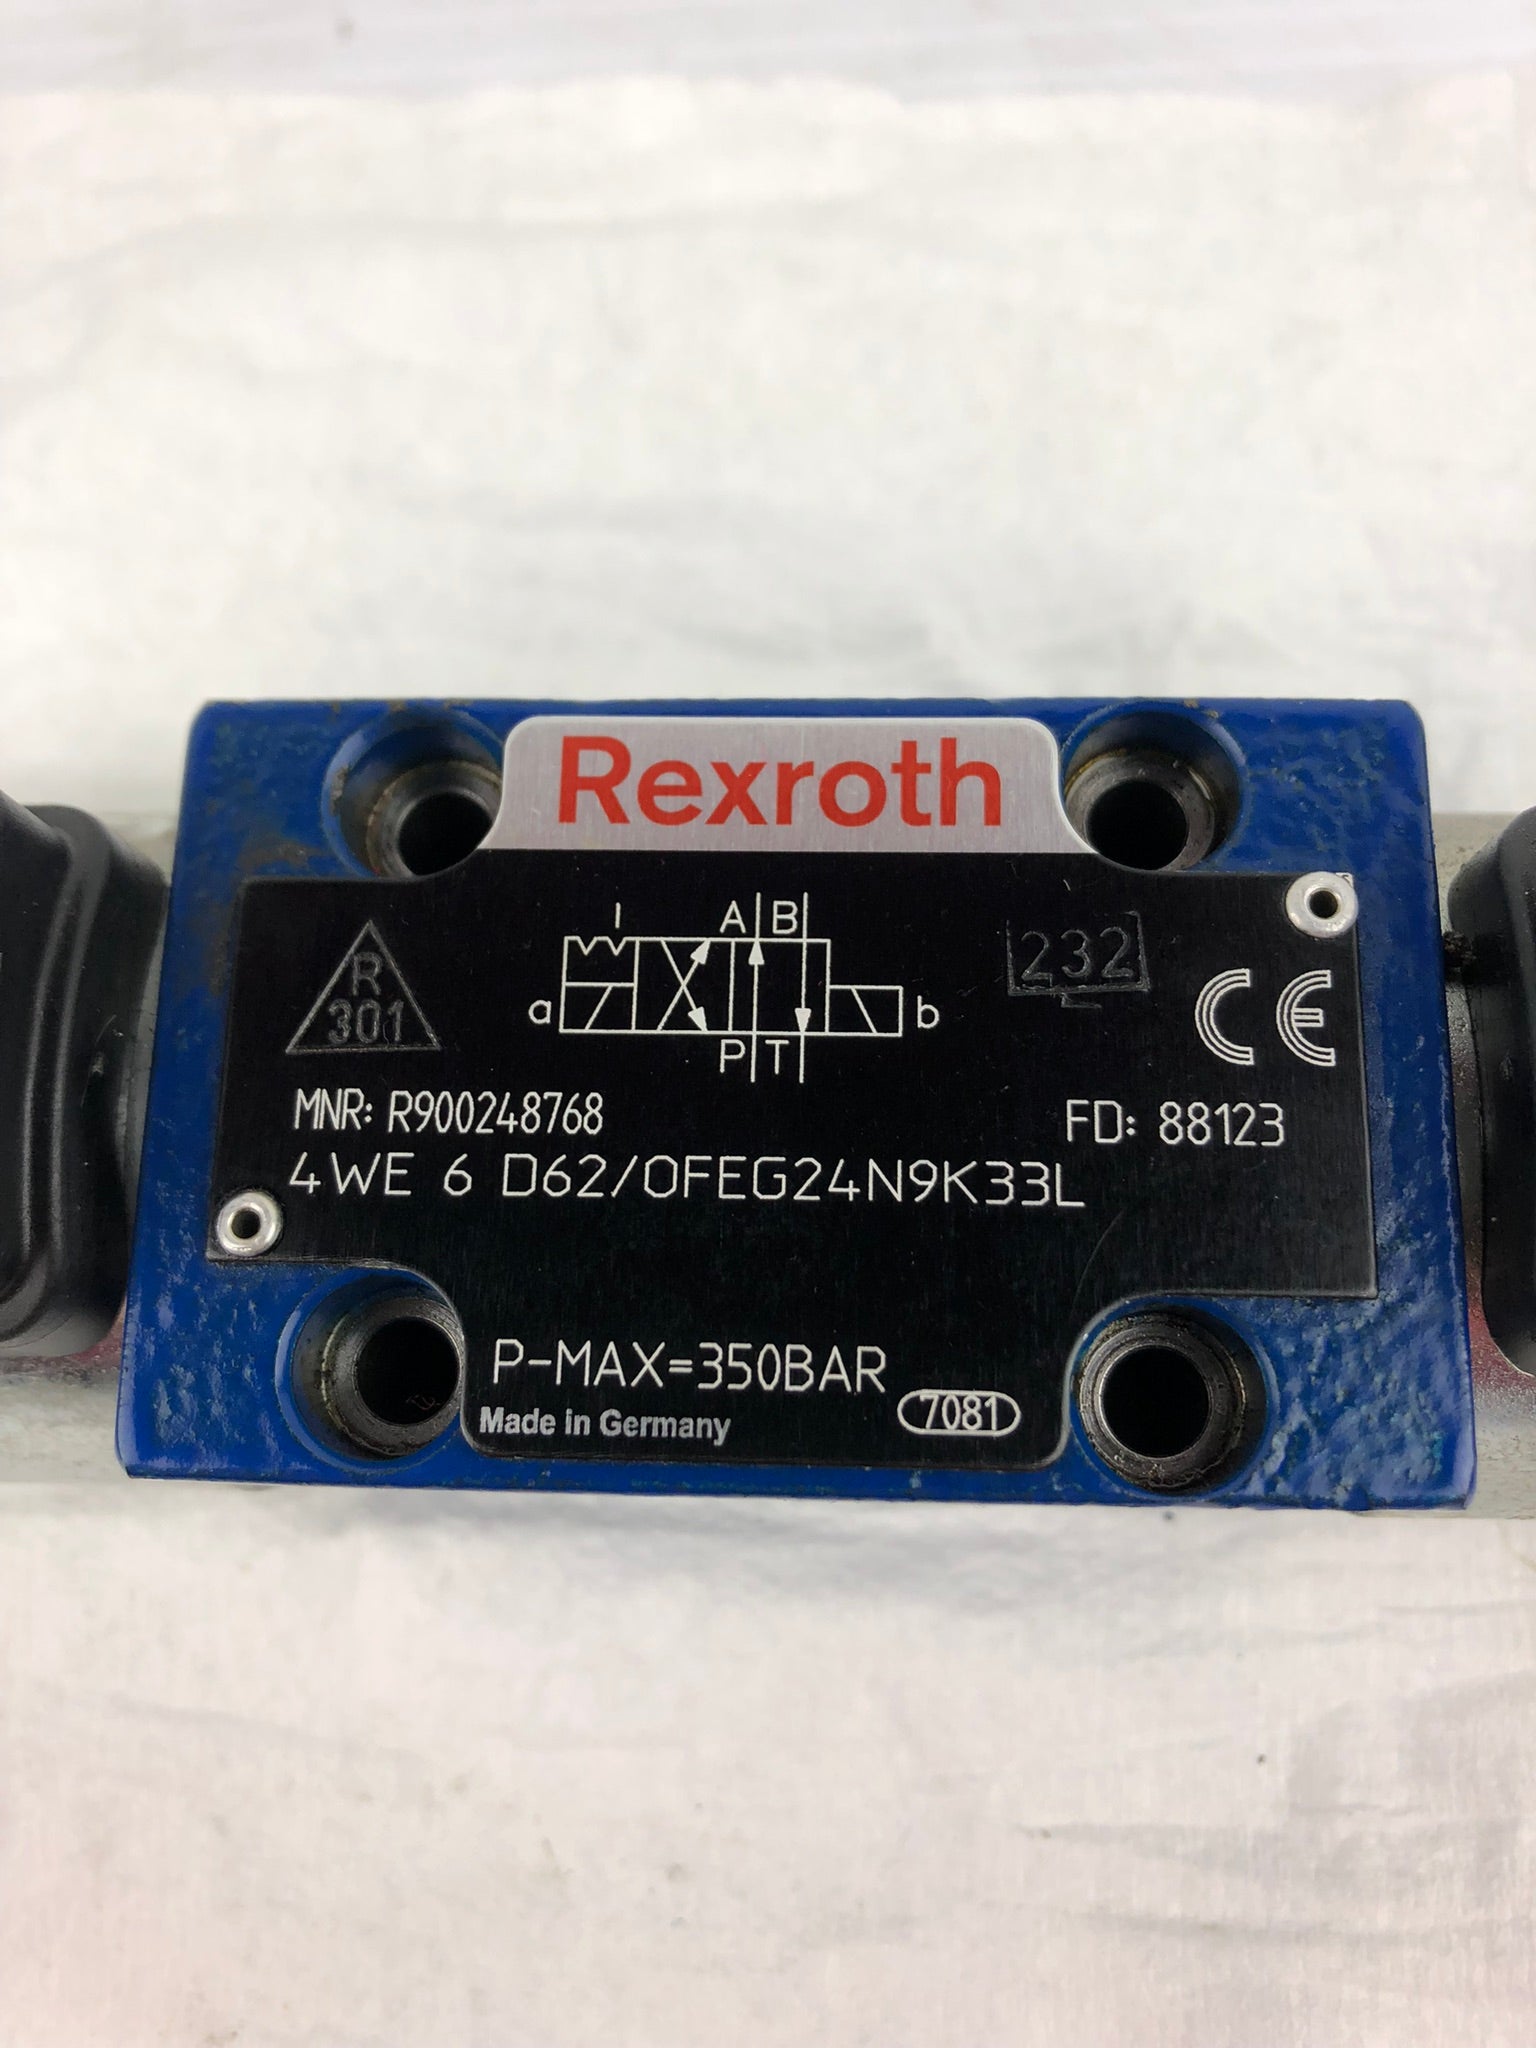 Rexroth
A B
R
301
a
b
232
CE
P T
MNR: R900248768
FD: 88123
4WE 6 D62/OFEG24N9K33L
P-MAX=350BAR
Made in Germany
7081